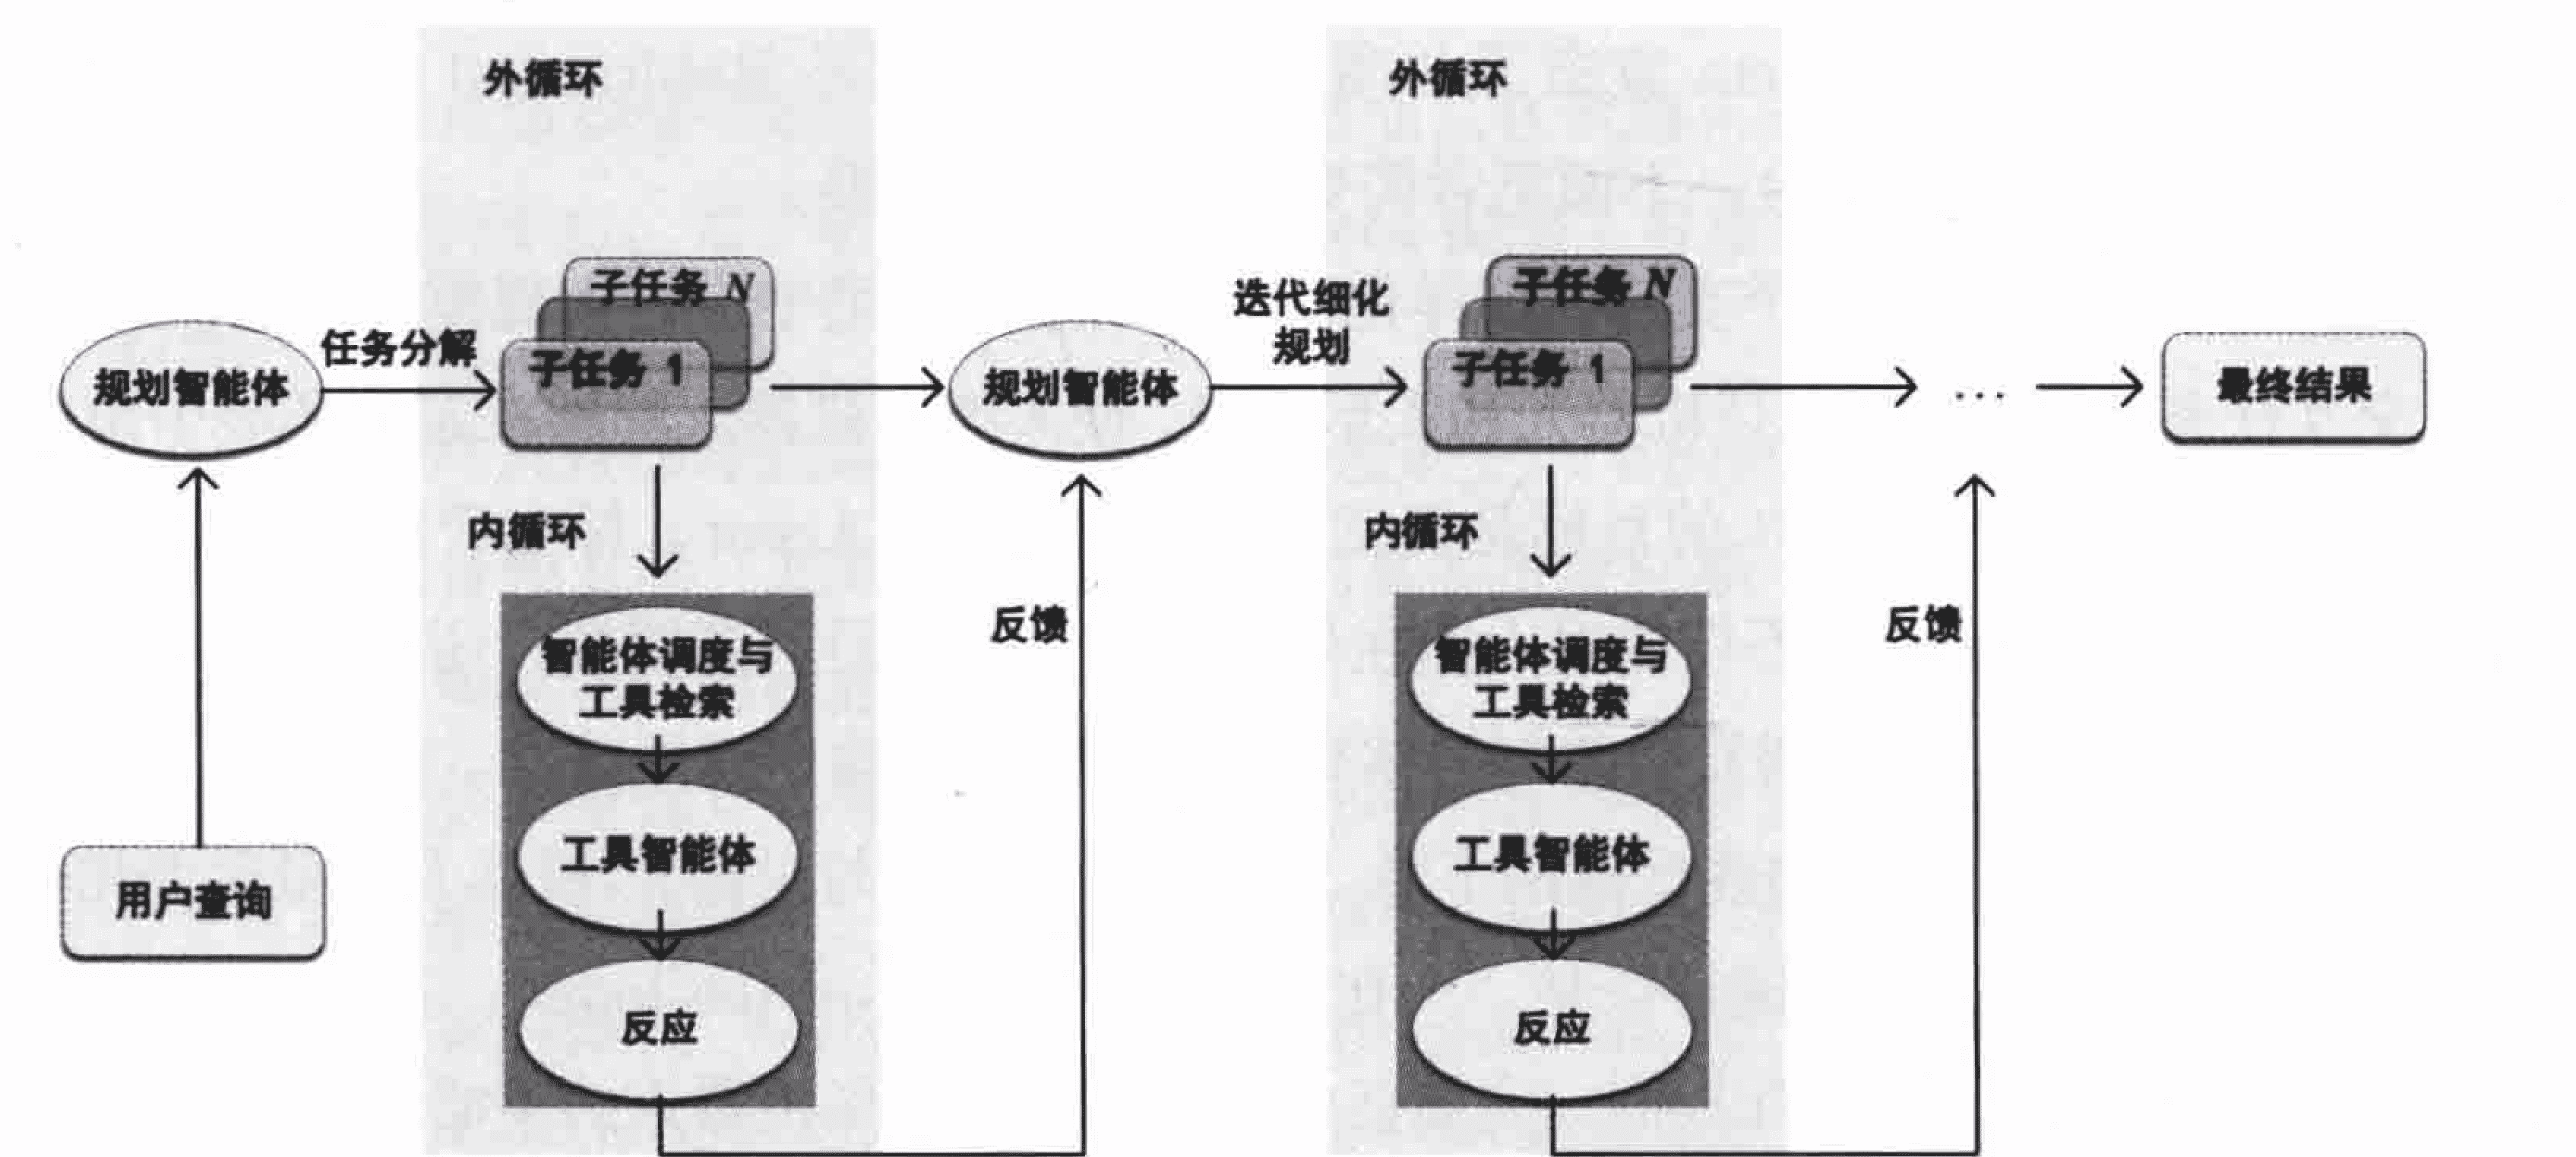 外循环
外循环
子任务 N
子任务 1
规划智能体
任务分解
规划智能体
迭代细化
规划
子任务 N
子任务 1
...
最终结果
内循环
内循环
反馈
反馈
智能体调度与
工具检索
工具智能体
反应
智能体调度与
工具检索
工具智能体
反应
用户查询